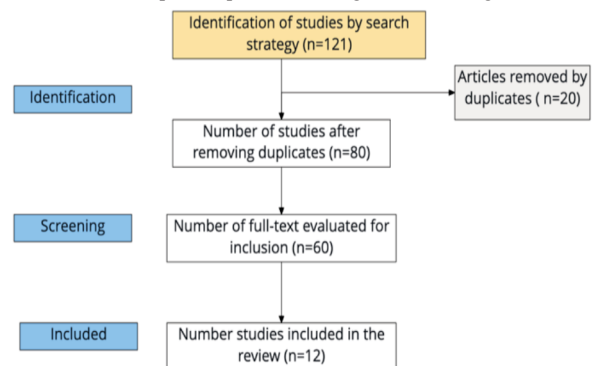 Identification of studies by search
strategy (n=121)
Articles removed by
duplicates ( n=20)
Identification
Number of studies after
removing duplicates (n=80)
Screening
Number of full-text evaluated for
inclusion (n=60)
Included
Number studies included in the
review (n=12)